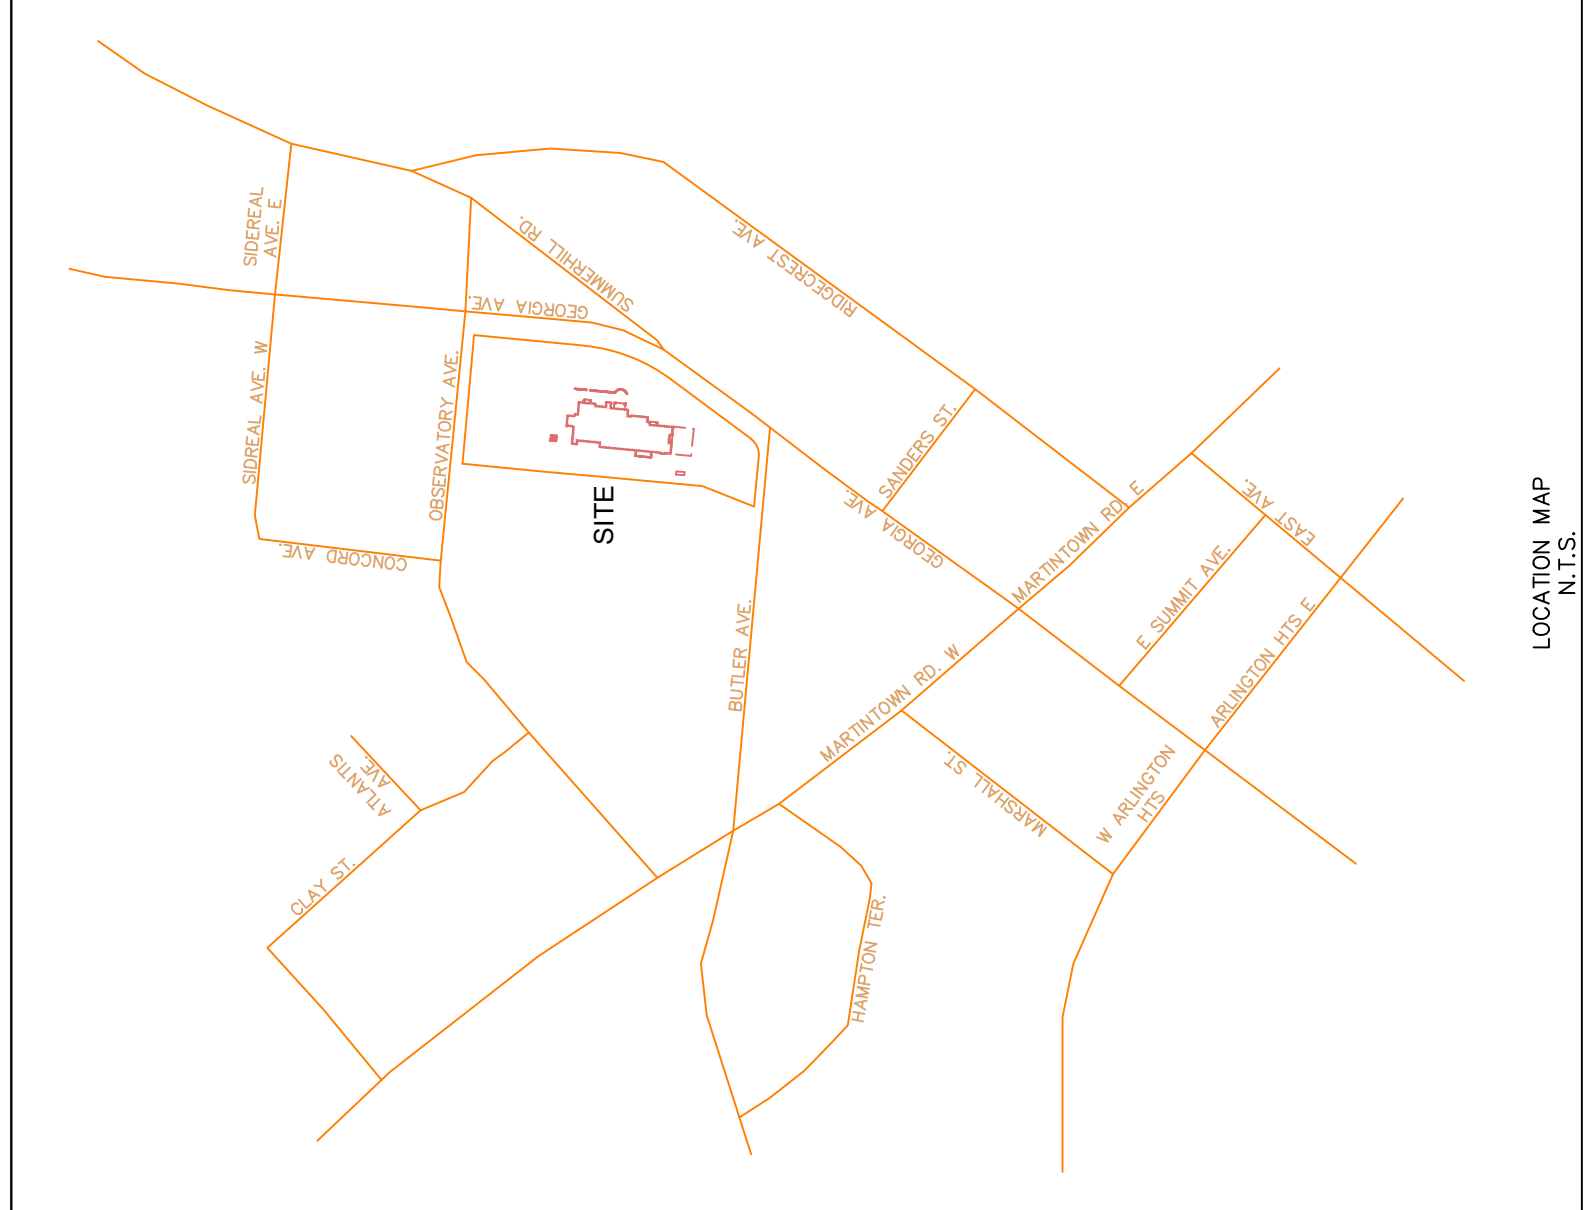 SIDEREAL
AVE. E
SUMMERHILL RD.
RIDGECREST AVE.
GEORGIA AVE.
SIDREAL AVE. W
OBSERVATORY AVE.
SANDERS ST.
SITE
GEORGIA AVE.
MARTINTOWN RD. E
EAST AVE.
CONCORD AVE.
E SUMMIT AVE.
ARLINGTON HTS E
BUTLER AVE.
MARTINTOWN RD. W
ATLANTIS
AVE.
MARSHALL ST.
W ARLINGTON
HTS
CLAY ST.
HAMPTON TER.
LOCATION MAP
N.T.S.